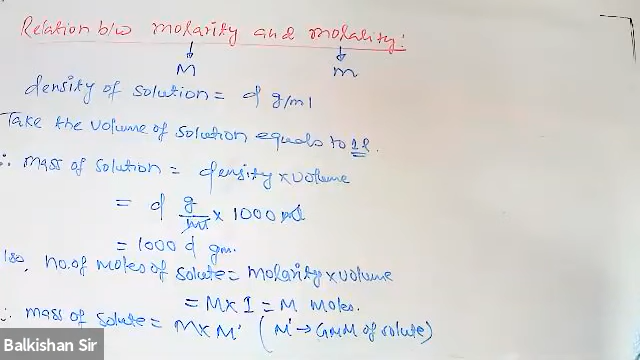 Relation b/w molarity and molality:
M m
density of solution = d g/ml
Take the volume of solution equals to 1l.
∴ mass of solution = density × volume
= d g/ml × 1000 ml
= 1000 d gm.
lso, no. of moles of solute = molarity × volume
= M × 1 = M moles.
∴ mass of solute = M × M' (M' → GMM of solute)
Balkishan Sir